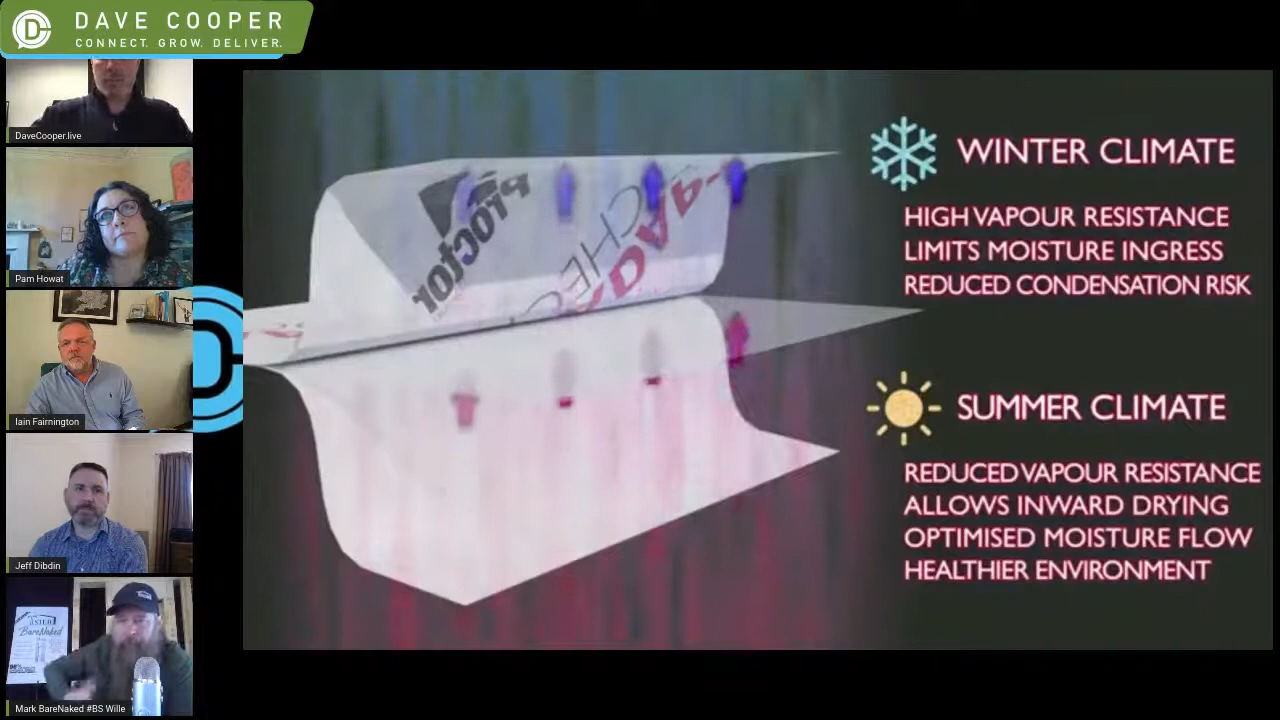 DAVE COOPER
CONNECT. GROW. DELIVER.
DaveCooper.live
Pam Howat
Iain Fairnington
Jeff Dibdin
BareNaked
Mark BareNaked #BS Wille
Proctor
WINTER CLIMATE
HIGH VAPOUR RESISTANCE
LIMITS MOISTURE INGRESS
REDUCED CONDENSATION RISK
SUMMER CLIMATE
REDUCED VAPOUR RESISTANCE
ALLOWS INWARD DRYING
OPTIMISED MOISTURE FLOW
HEALTHIER ENVIRONMENT